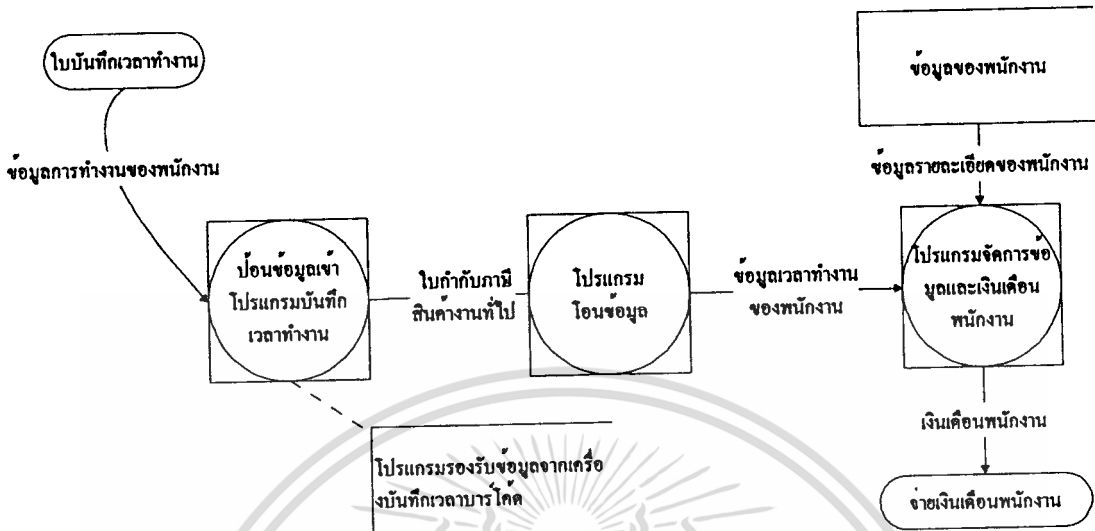 ใบบันทึกเวลาทำงาน
ข้อมูลของพนักงาน
ข้อมูลการทำงานของพนักงาน
ข้อมูลรายละเอียดของพนักงาน
ป้อนข้อมูลเข้า
โปรแกรมบันทึก
เวลาทำงาน
ใบกำกับภาษี
สินค้างานทั่ไป
โปรแกรม
โอนข้อมูล
ข้อมูลเวลาทำงาน
ของพนักงาน
โปรแกรมจัดการข้อ
มูลและเงินเดือน
พนักงาน
เงินเดือนพนักงาน
โปรแกรมรองรับข้อมูลจากเครื่อ
งบันทึกเวลาบาร์โค้ด
จ่ายเงินเดือนพนักงาน